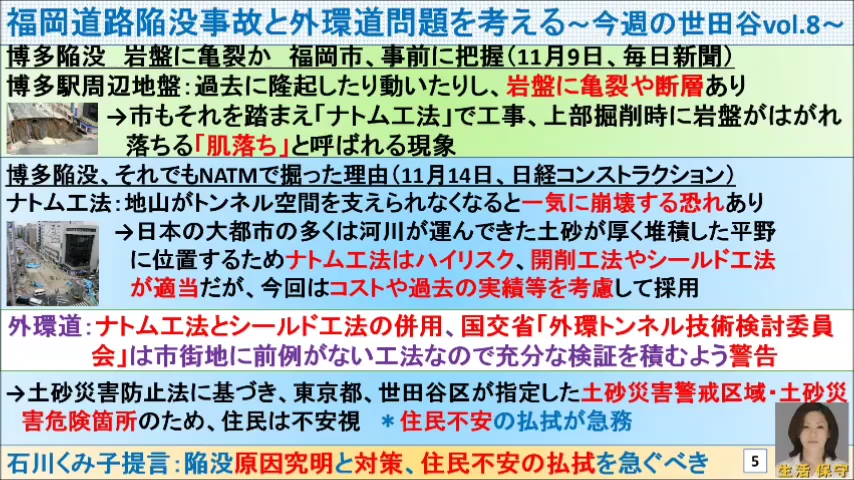 福岡道路陥没事故と外環道問題を考える～今週の世田谷vol.8～
博多陥没　岩盤に亀裂か　福岡市、事前に把握（11月9日、毎日新聞）
博多駅周辺地盤：過去に隆起したり動いたりし、岩盤に亀裂や断層あり
→市もそれを踏まえ「ナトム工法」で工事、上部掘削時に岩盤がはがれ
落ちる「肌落ち」と呼ばれる現象
博多陥没、それでもNATMで掘った理由（11月14日、日経コンストラクション）
ナトム工法：地山がトンネル空間を支えられなくなると一気に崩壊する恐れあり
→日本の大都市の多くは河川が運んできた土砂が厚く堆積した平野
に位置するためナトム工法はハイリスク、開削工法やシールド工法
が適当だが、今回はコストや過去の実績等を考慮して採用
外環道：ナトム工法とシールド工法の併用、国交省「外環トンネル技術検討委員
会」は市街地に前例がない工法なので充分な検証を積むよう警告
→土砂災害防止法に基づき、東京都、世田谷区が指定した土砂災害警戒区域・土砂災
害危険箇所のため、住民は不安視　＊住民不安の払拭が急務
石川くみ子提言：陥没原因究明と対策、住民不安の払拭を急ぐべき
5
生活 保守